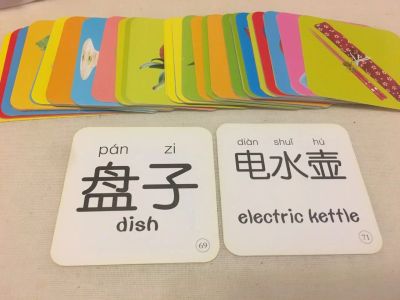 pán zi
盘子
dish
69
diàn shuǐ hú
电水壶
electric kettle
71